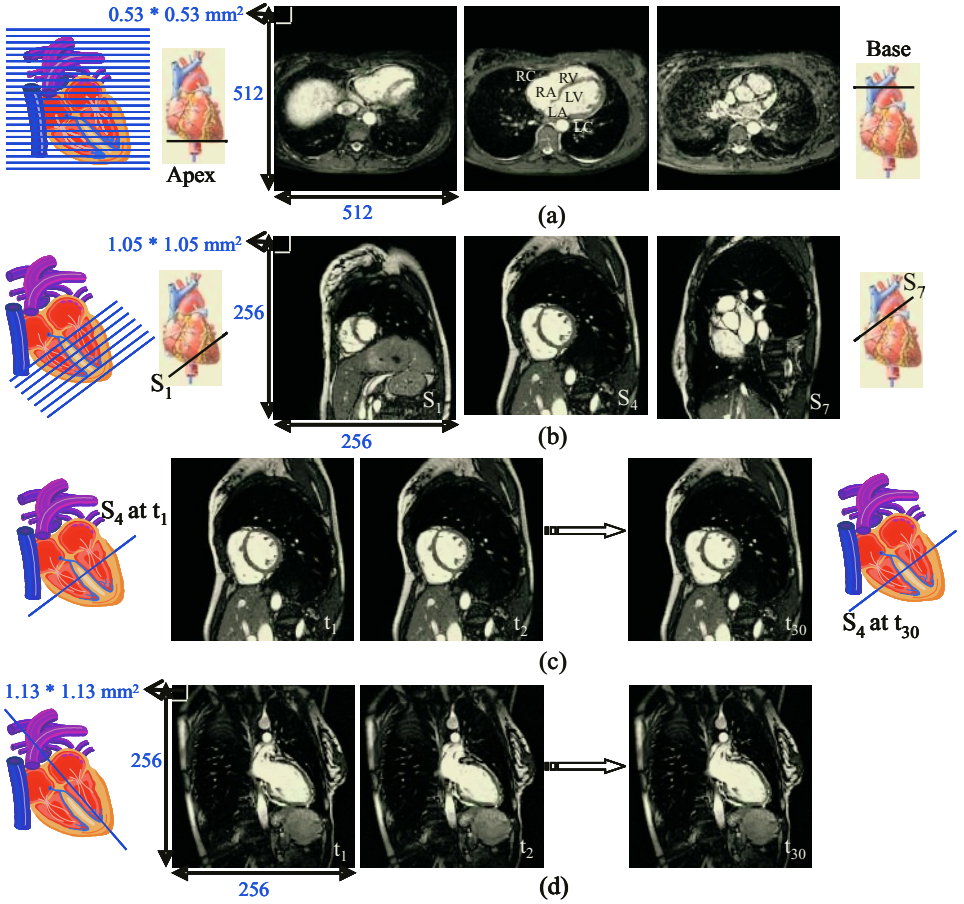 0.53 * 0.53 mm²
512
Apex
RC
RV
RA
LV
LA
LC
Base
512
(a)
1.05 * 1.05 mm²
256
S₁
S₁
S₄
S₇
S₇
256
(b)
S₄ at t₁
t₁
t₂
t₃₀
S₄ at t₃₀
(c)
1.13 * 1.13 mm²
256
t₁
t₂
t₃₀
256
(d)